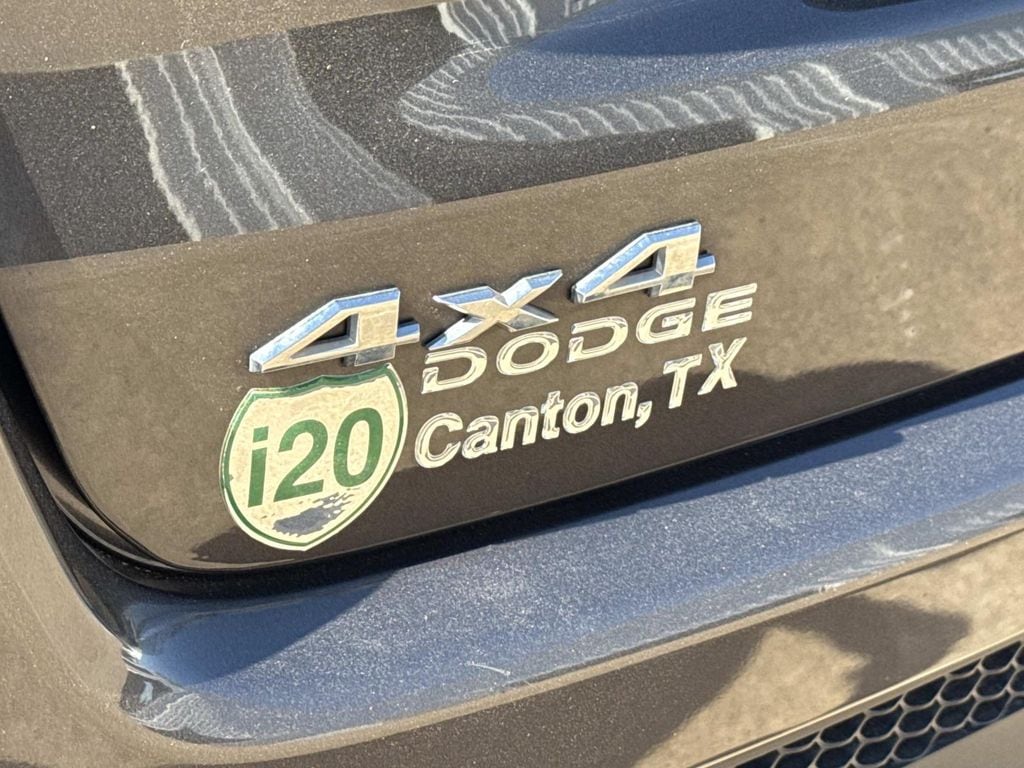 4x4
DODGE
i20
Canton, TX